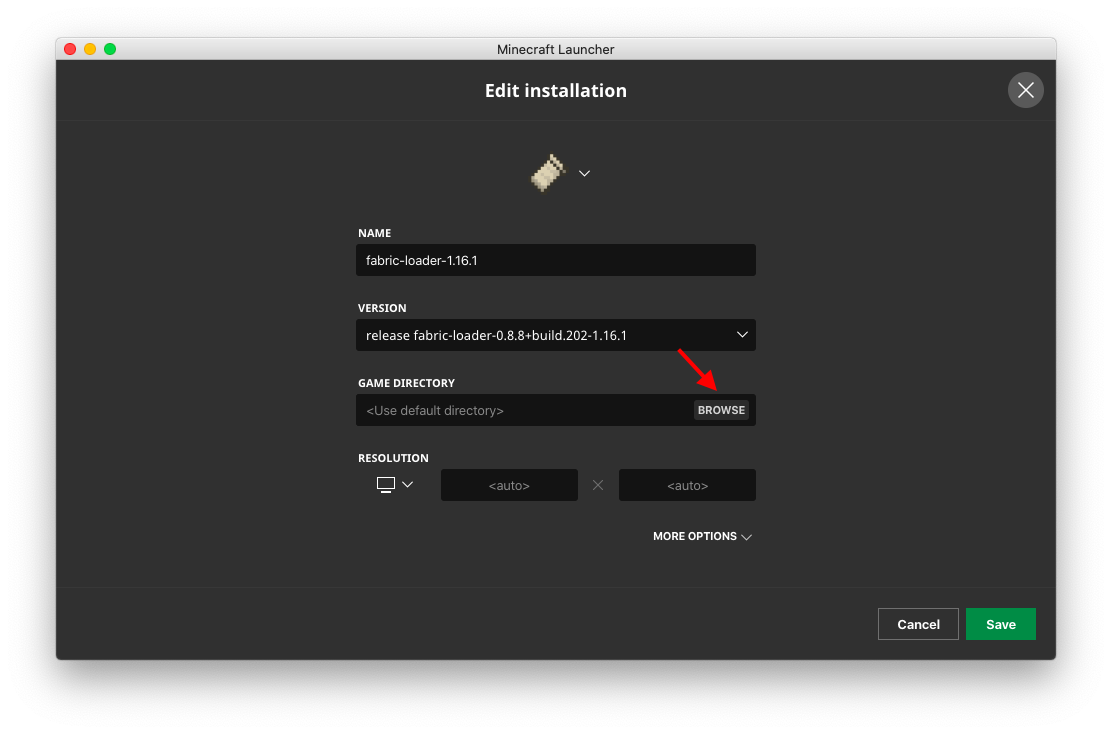 Minecraft Launcher
Edit installation
NAME
fabric-loader-1.16.1
VERSION
release fabric-loader-0.8.8+build.202-1.16.1
GAME DIRECTORY
<Use default directory> BROWSE
RESOLUTION
<auto> <auto>
MORE OPTIONS
Cancel Save